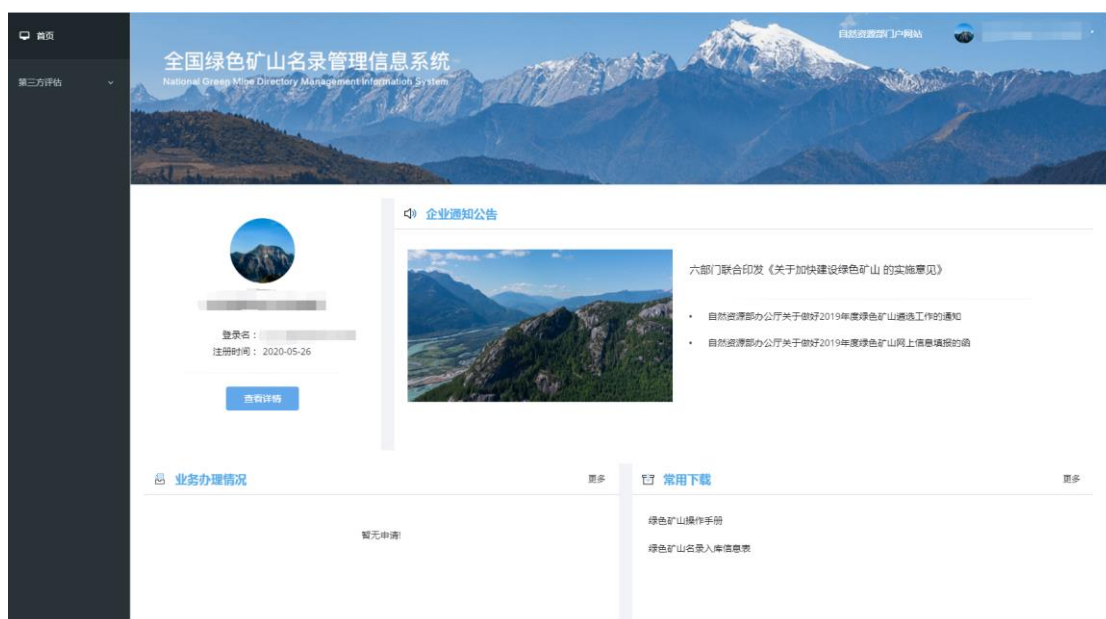 首页
第三方评估
自然资源部门户网站
全国绿色矿山名录管理信息系统
National Green Mine Directory Management Information System
企业通知公告
六部门联合印发《关于加快建设绿色矿山 的实施意见》
• 自然资源部办公厅关于做好2019年度绿色矿山遴选工作的通知
• 自然资源部办公厅关于做好2019年度绿色矿山网上信息填报的函
登录名：
注册时间： 2020-05-26
查看详情
业务办理情况
更多
暂无申请!
常用下载
更多
绿色矿山操作手册
绿色矿山名录入库信息表